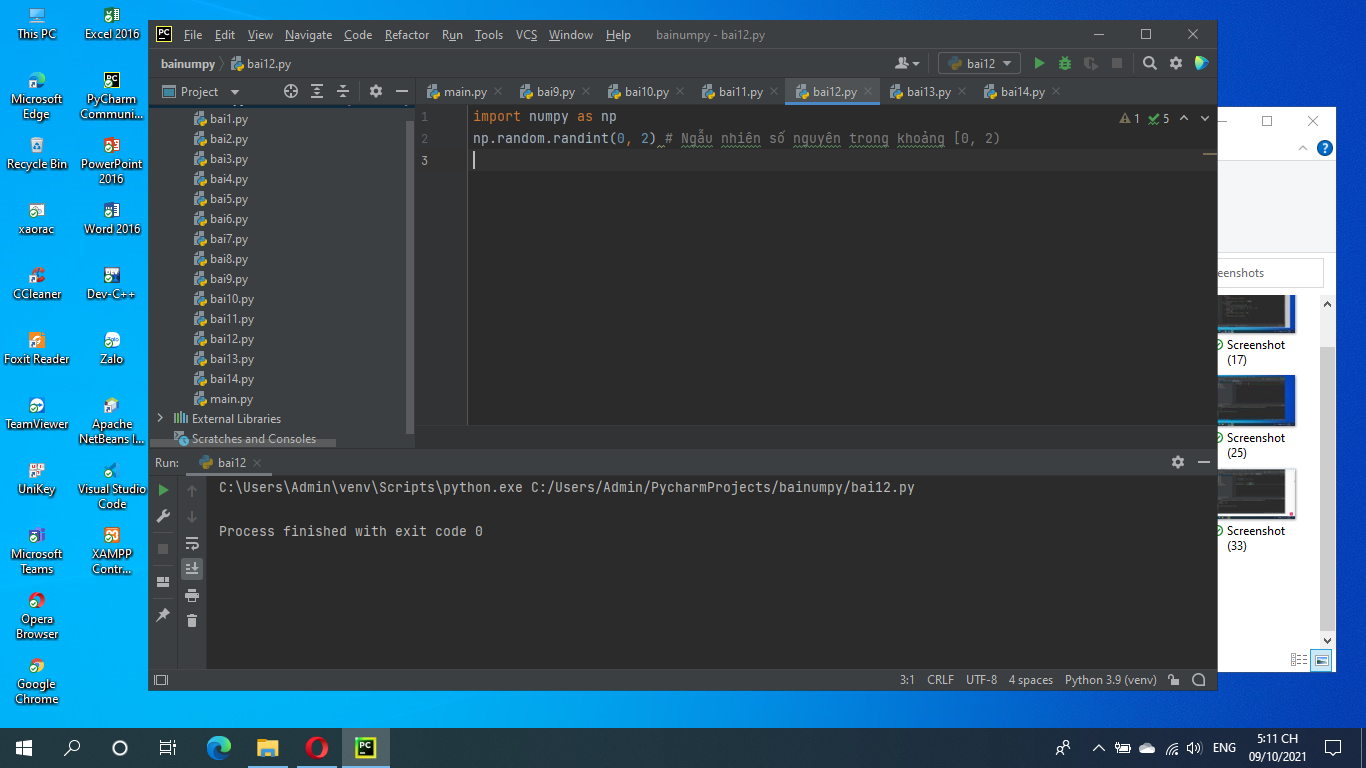 This PC
Excel 2016
Microsoft Edge
PyCharm Communi...
Recycle Bin
PowerPoint 2016
xaorac
Word 2016
CCleaner
Dev-C++
Foxit Reader
Zalo
TeamViewer
Apache NetBeans I...
UniKey
Visual Studio Code
Microsoft Teams
XAMPP Contr...
Opera Browser
Google Chrome
File Edit View Navigate Code Refactor Run Tools VCS Window Help bainumpy - bai12.py
bainumpy bai12.py
bai12
Project
main.py bai9.py bai10.py bai11.py bai12.py bai13.py bai14.py
bai1.py
bai2.py
bai3.py
bai4.py
bai5.py
bai6.py
bai7.py
bai8.py
bai9.py
bai10.py
bai11.py
bai12.py
bai13.py
bai14.py
main.py
External Libraries
Scratches and Consoles
1 import numpy as np
2 np.random.randint(0, 2) # Ngẫu nhiên số nguyên trong khoảng [0, 2)
3
1 5
Run: bai12
C:\Users\Admin\venv\Scripts\python.exe C:/Users/Admin/PycharmProjects/bainumpy/bai12.py
Process finished with exit code 0
3:1 CRLF UTF-8 4 spaces Python 3.9 (venv)
eenshots
Screenshot
(17)
Screenshot
(25)
Screenshot
(33)
ENG
5:11 CH
09/10/2021